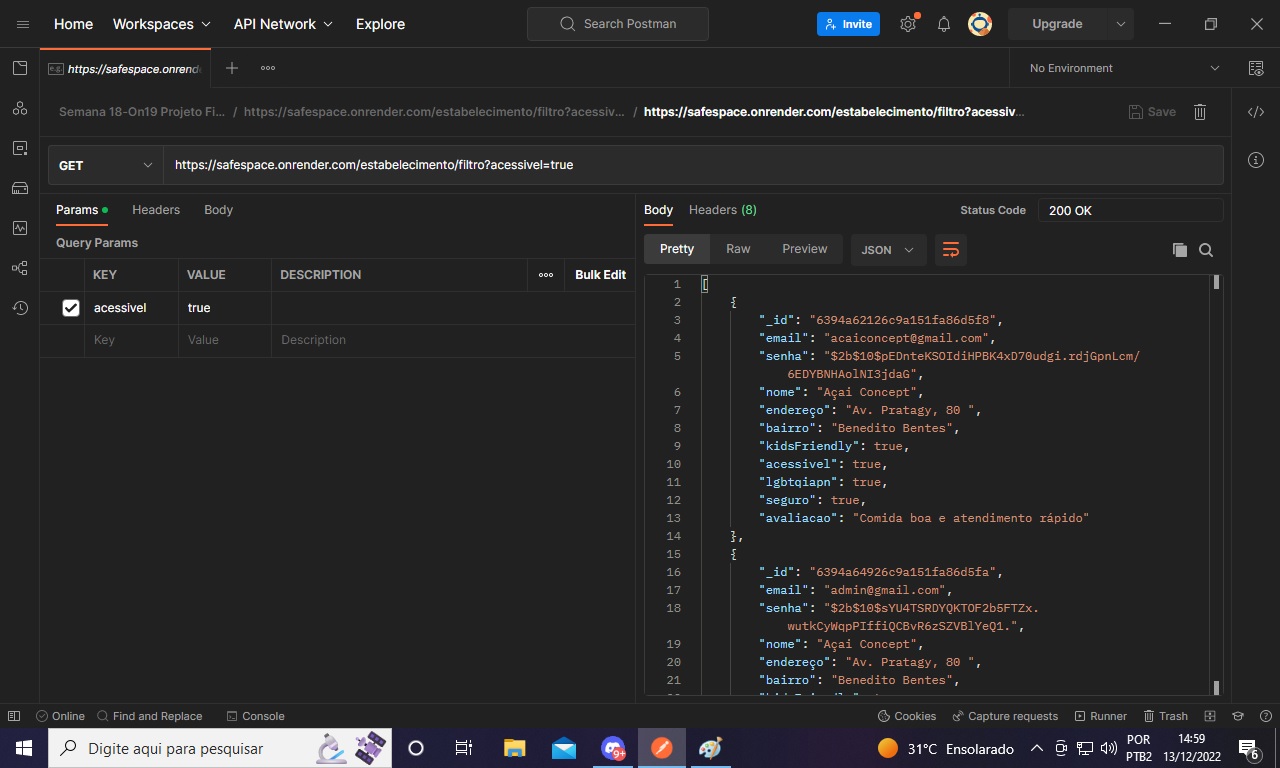 Home Workspaces API Network Explore Search Postman Invite Upgrade
e.g. https://safespace.onrend No Environment
Semana 18-On19 Projeto Fi... / https://safespace.onrender.com/estabelecimento/filtro?acessiv... / https://safespace.onrender.com/estabelecimento/filtro?acessiv... Save
GET https://safespace.onrender.com/estabelecimento/filtro?acessivel=true
Params Headers Body
Query Params
KEY VALUE DESCRIPTION Bulk Edit
acessivel true
Key Value Description
Body Headers (8) Status Code 200 OK
Pretty Raw Preview JSON
1 [
2 {
3 "_id": "6394a62126c9a151fa86d5f8",
4 "email": "acaiconcept@gmail.com",
5 "senha": "$2b$10$pEDnteKSOIdiHPBK4xD70udgi.rdjGpnLcm/
6EDYBNHAolNI3jdaG",
6 "nome": "Açai Concept",
7 "endereço": "Av. Pratagy, 80 ",
8 "bairro": "Benedito Bentes",
9 "kidsFriendly": true,
10 "acessivel": true,
11 "lgbtqiapn": true,
12 "seguro": true,
13 "avaliacao": "Comida boa e atendimento rápido"
14 },
15 {
16 "_id": "6394a64926c9a151fa86d5fa",
17 "email": "admin@gmail.com",
18 "senha": "$2b$10$sYU4TSRDYQKTOF2b5FTZx.
wutkCyWqpPIffiQCBvR6zSZVBlYeQ1.",
19 "nome": "Açai Concept",
20 "endereço": "Av. Pratagy, 80 ",
21 "bairro": "Benedito Bentes",
Online Find and Replace Console Cookies Capture requests Runner Trash
Digite aqui para pesquisar 9+ 31°C Ensolarado POR 14:59
PTB2 13/12/2022 6